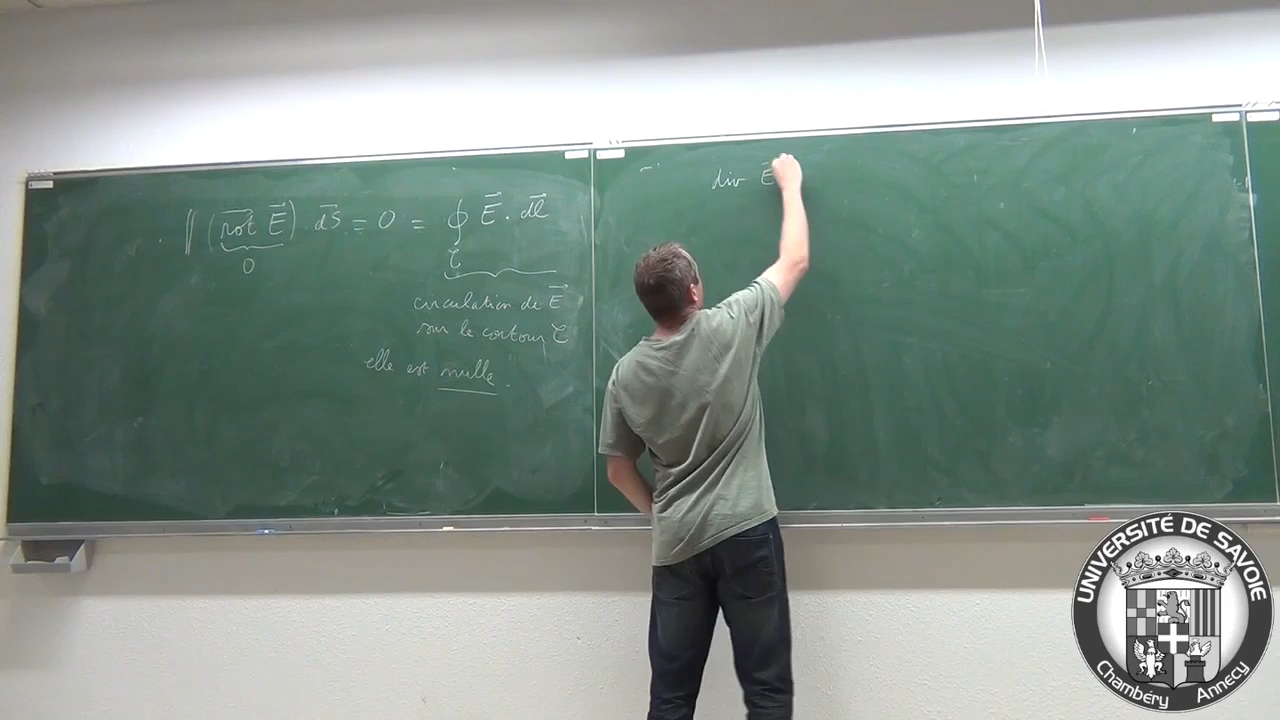 ∬ (rot⃗ E⃗) dS⃗ = 0 = ∮ E⃗ . dl⃗
0
C
circulation de E⃗
sur le contour C
elle est nulle.
div E⃗
UNIVERSITÉ DE SAVOIE
Chambéry Annecy